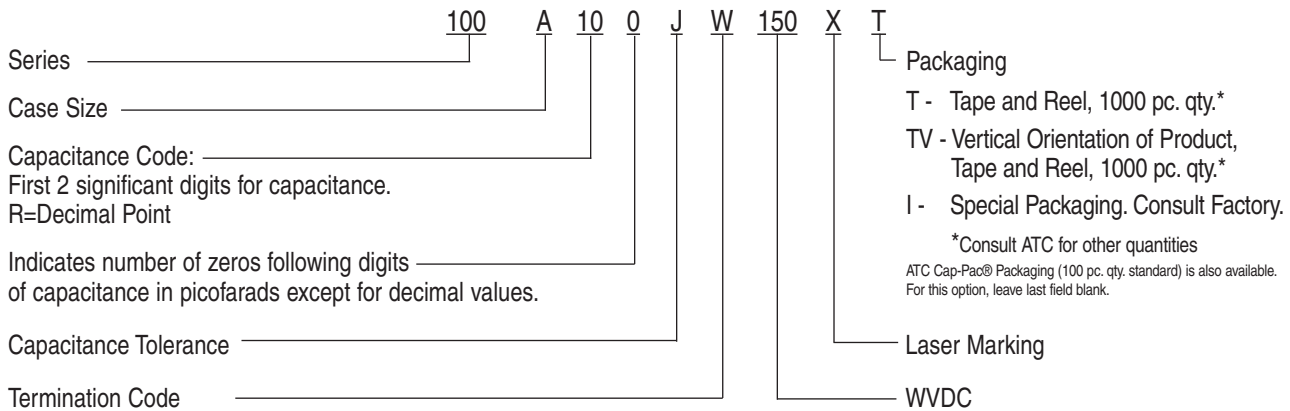 100 A 10 0 J W 150 X T
Series
Case Size
Capacitance Code:
First 2 significant digits for capacitance.
R=Decimal Point
Indicates number of zeros following digits
of capacitance in picofarads except for decimal values.
Capacitance Tolerance
Termination Code
Packaging
T - Tape and Reel, 1000 pc. qty.*
TV - Vertical Orientation of Product,
Tape and Reel, 1000 pc. qty.*
I - Special Packaging. Consult Factory.
*Consult ATC for other quantities
ATC Cap-Pac® Packaging (100 pc. qty. standard) is also available.
For this option, leave last field blank.
Laser Marking
WVDC